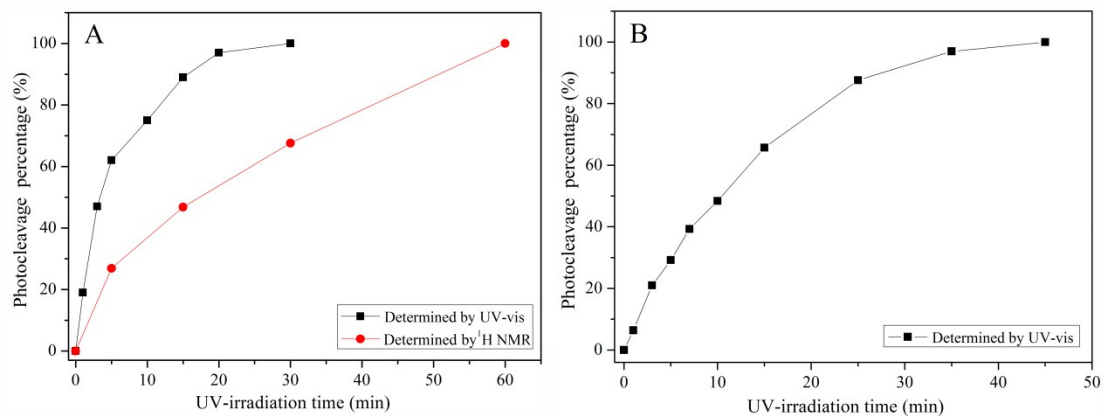 A
Photocleavage percentage (%)
100
80
60
40
20
0
0
10
20
30
40
50
60
UV-irradiation time (min)
Determined by UV-vis
Determined by ¹H NMR
B
Photocleavage percentage (%)
100
80
60
40
20
0
0
10
20
30
40
50
UV-irradiation time (min)
Determined by UV-vis